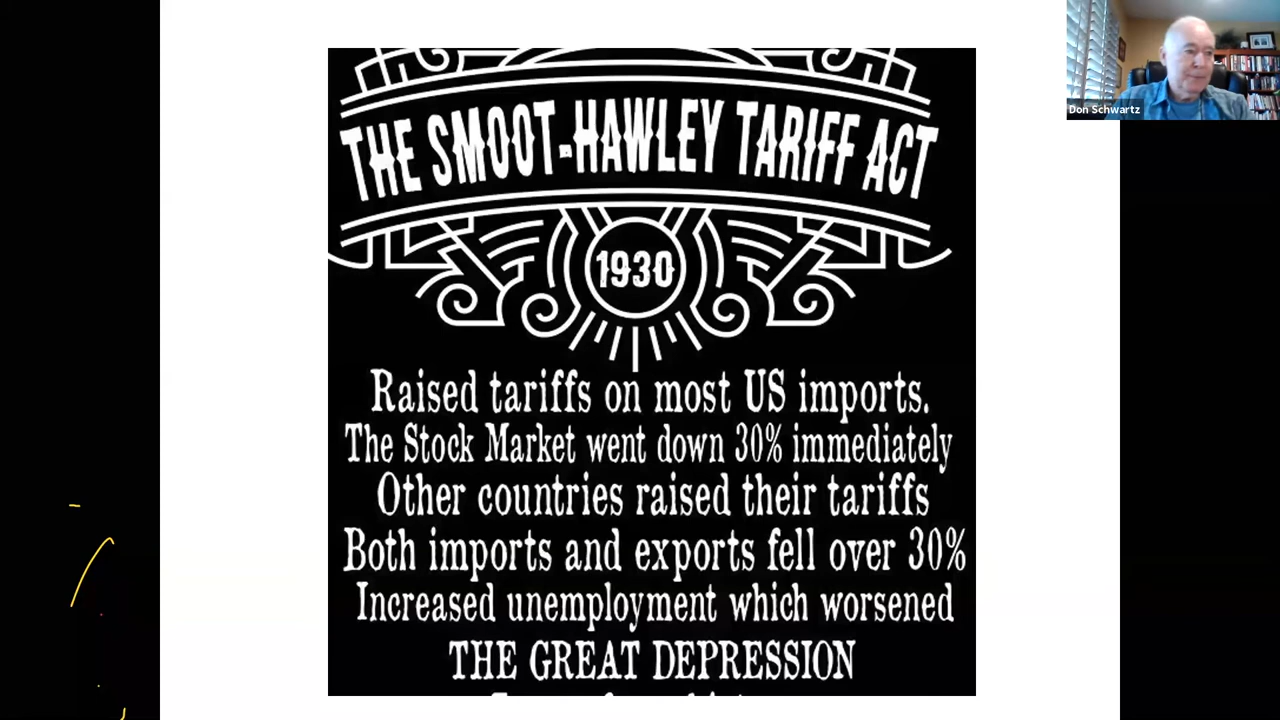 THE SMOOT-HAWLEY TARIFF ACT
1930
Raised tariffs on most US imports.
The Stock Market went down 30% immediately
Other countries raised their tariffs
Both imports and exports fell over 30%
Increased unemployment which worsened
THE GREAT DEPRESSION
Don Schwartz